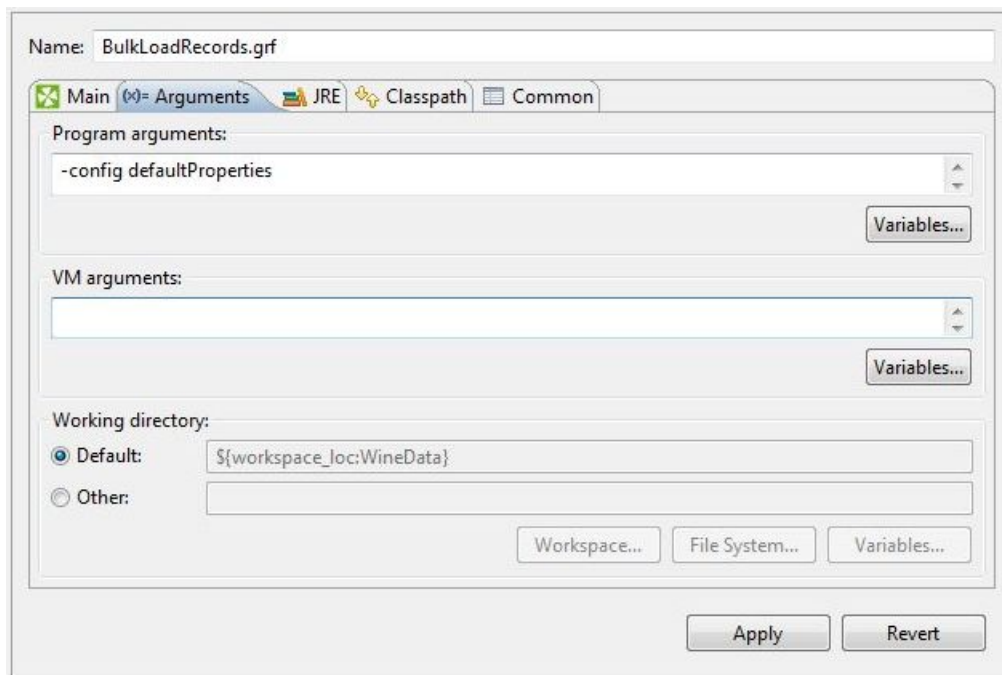 Name: BulkLoadRecords.grf
Main (x)= Arguments JRE Classpath Common
Program arguments:
-config defaultProperties
Variables...
VM arguments:
Variables...
Working directory:
Default: ${workspace_loc:WineData}
Other:
Workspace... File System... Variables...
Apply Revert